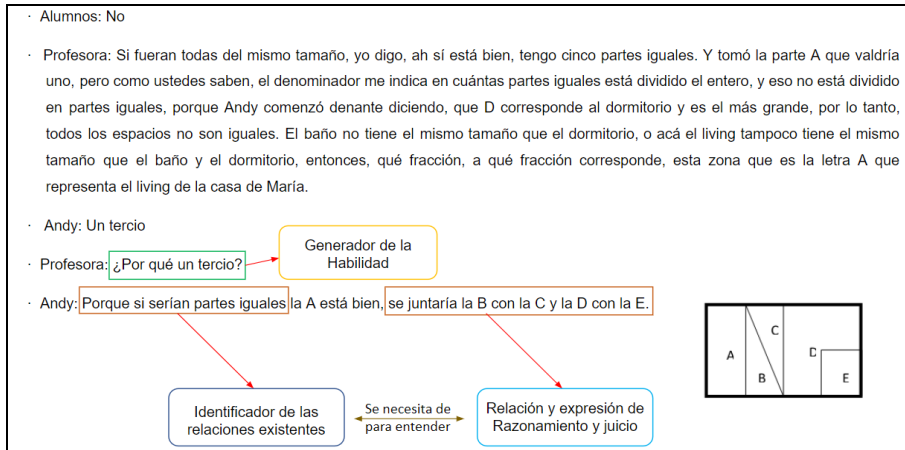 · Alumnos: No
· Profesora: Si fueran todas del mismo tamaño, yo digo, ah sí está bien, tengo cinco partes iguales. Y tomó la parte A que valdría
uno, pero como ustedes saben, el denominador me indica en cuántas partes iguales está dividido el entero, y eso no está dividido
en partes iguales, porque Andy comenzó denante diciendo, que D corresponde al dormitorio y es el más grande, por lo tanto,
todos los espacios no son iguales. El baño no tiene el mismo tamaño que el dormitorio, o acá el living tampoco tiene el mismo
tamaño que el baño y el dormitorio, entonces, qué fracción, a qué fracción corresponde, esta zona que es la letra A que
representa el living de la casa de María.
· Andy: Un tercio
Generador de la
Habilidad
· Profesora: ¿Por qué un tercio?
· Andy: Porque si serían partes iguales la A está bien, se juntaría la B con la C y la D con la E.
C
A
D
B
E
Identificador de las
relaciones existentes
Se necesita de
para entender
Relación y expresión de
Razonamiento y juicio